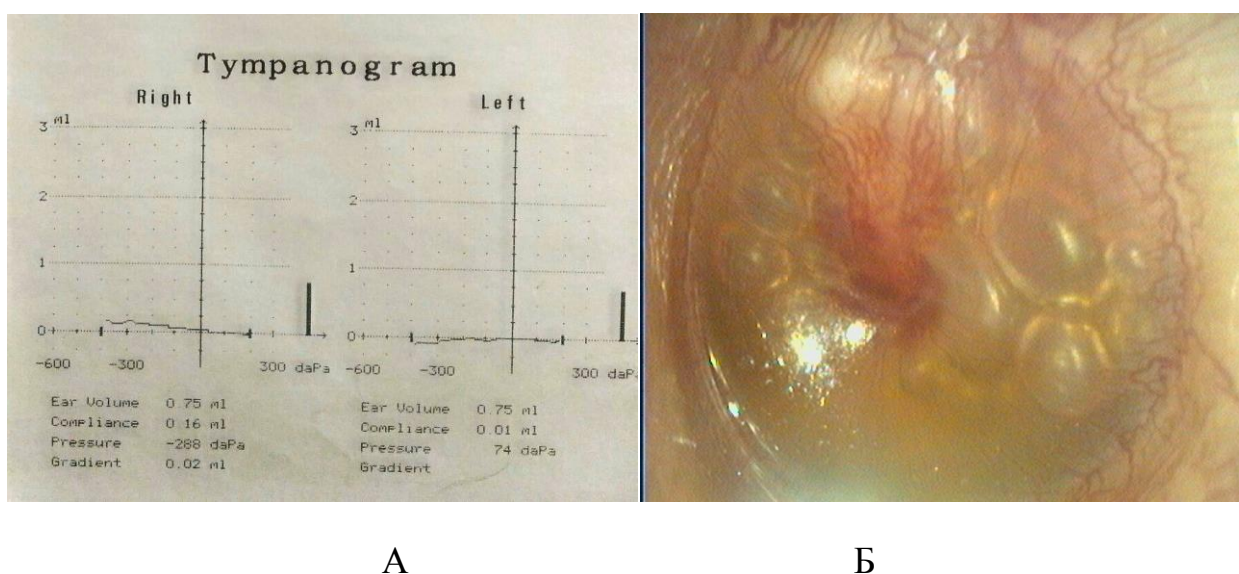 Tympanogram
Right Left
3 ml 3 ml
2 2
1 1
0 0
-600 -300 300 daPa -600 -300 300 daP
Ear Volume 0.75 ml Ear Volume 0.75 ml
Compliance 0.16 ml Compliance 0.01 ml
Pressure -288 daPa Pressure 74 daPa
Gradient 0.02 ml Gradient
А Б